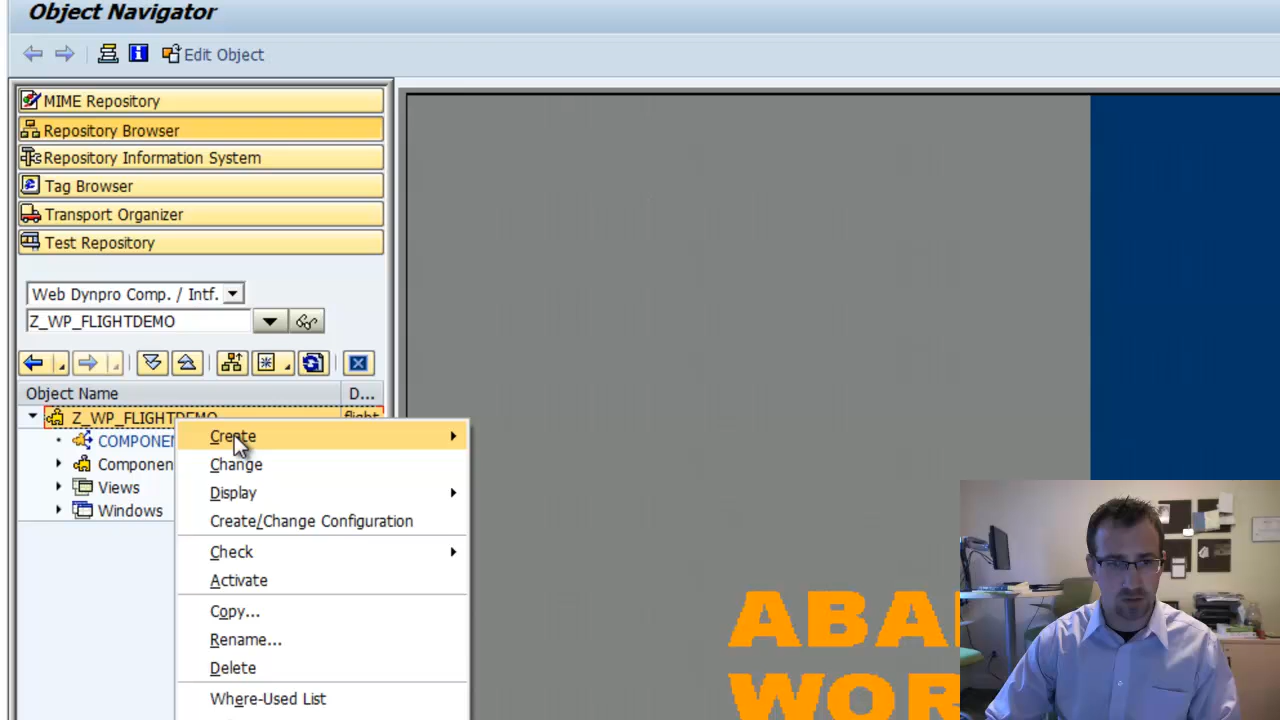 Object Navigator
Edit Object
MIME Repository
Repository Browser
Repository Information System
Tag Browser
Transport Organizer
Test Repository
Web Dynpro Comp. / Intf.
Z_WP_FLIGHTDEMO
Object Name D...
Z_WP_FLIGHTDEMO flight
COMPONEN
Componen
Views
Windows
Create
Change
Display
Create/Change Configuration
Check
Activate
Copy...
Rename...
Delete
Where-Used List
ABA
WOR